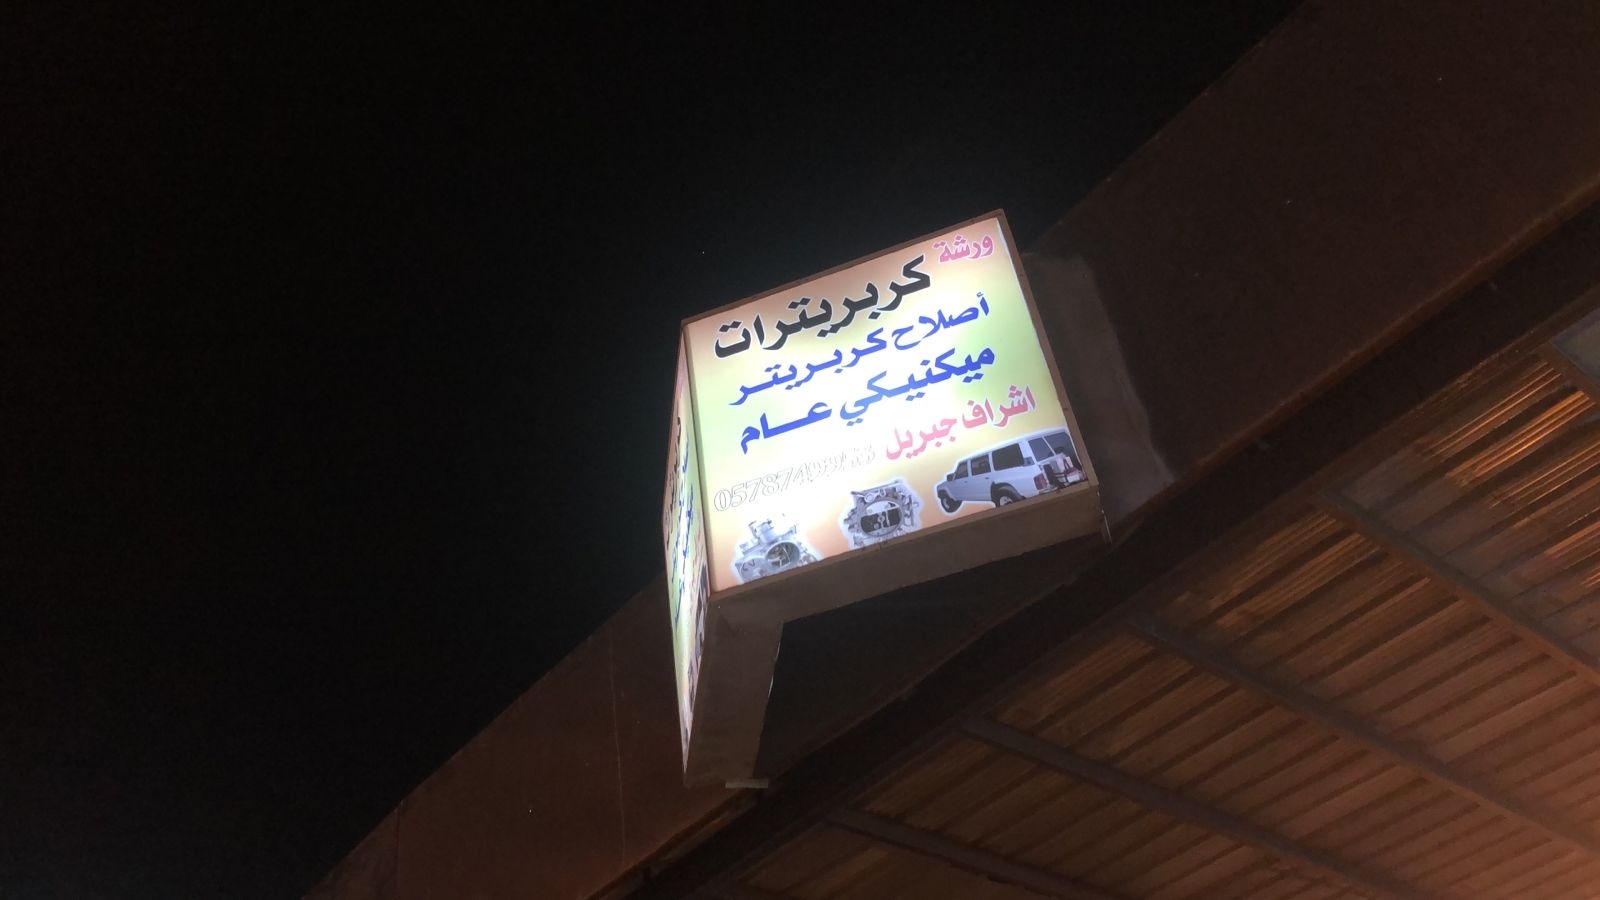 ورشة
كربريترات
أصلاح كربريتر
ميكنيكي عام
اشراف جبريل